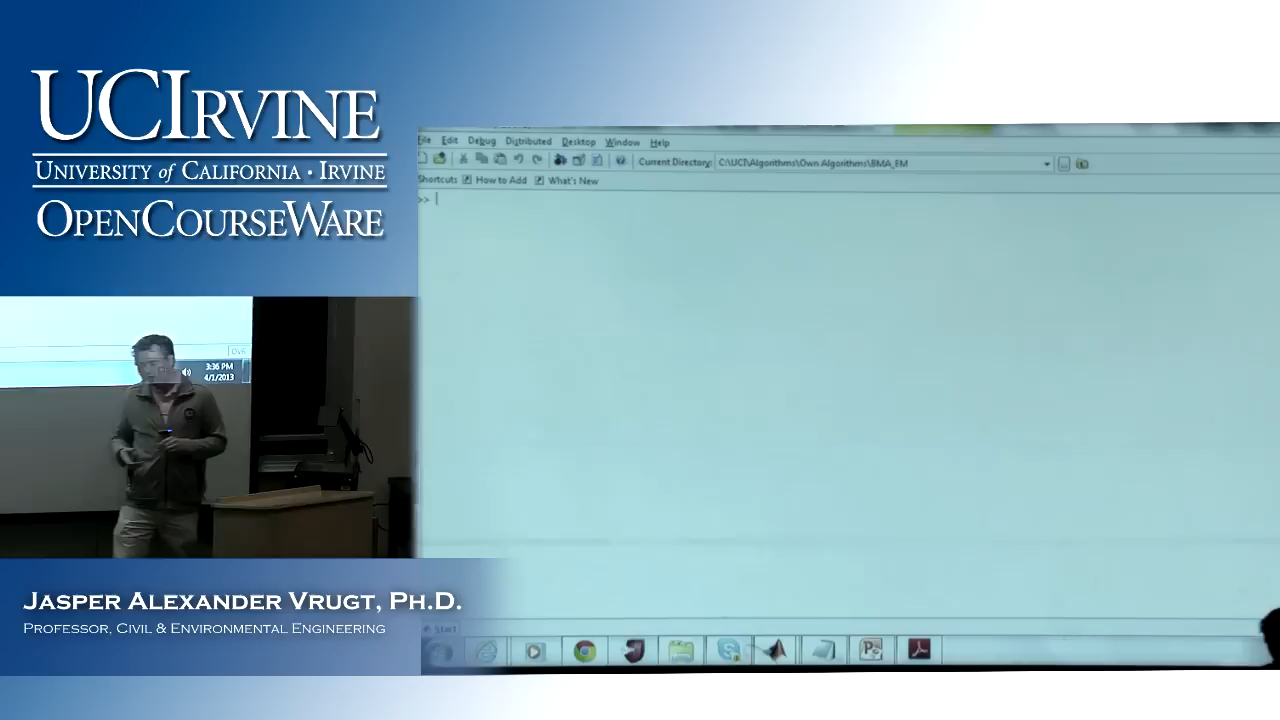 UCIRVINE
UNIVERSITY of CALIFORNIA · IRVINE
OPENCOURSEWARE
File Edit Debug Distributed Desktop Window Help
Current Directory: C:\UCI\Algorithms\Own Algorithms\BMA_EM
Shortcuts How to Add What's New
>>
OVR
3:36 PM
4/1/2013
JASPER ALEXANDER VRUGT, PH.D.
PROFESSOR, CIVIL & ENVIRONMENTAL ENGINEERING
Start